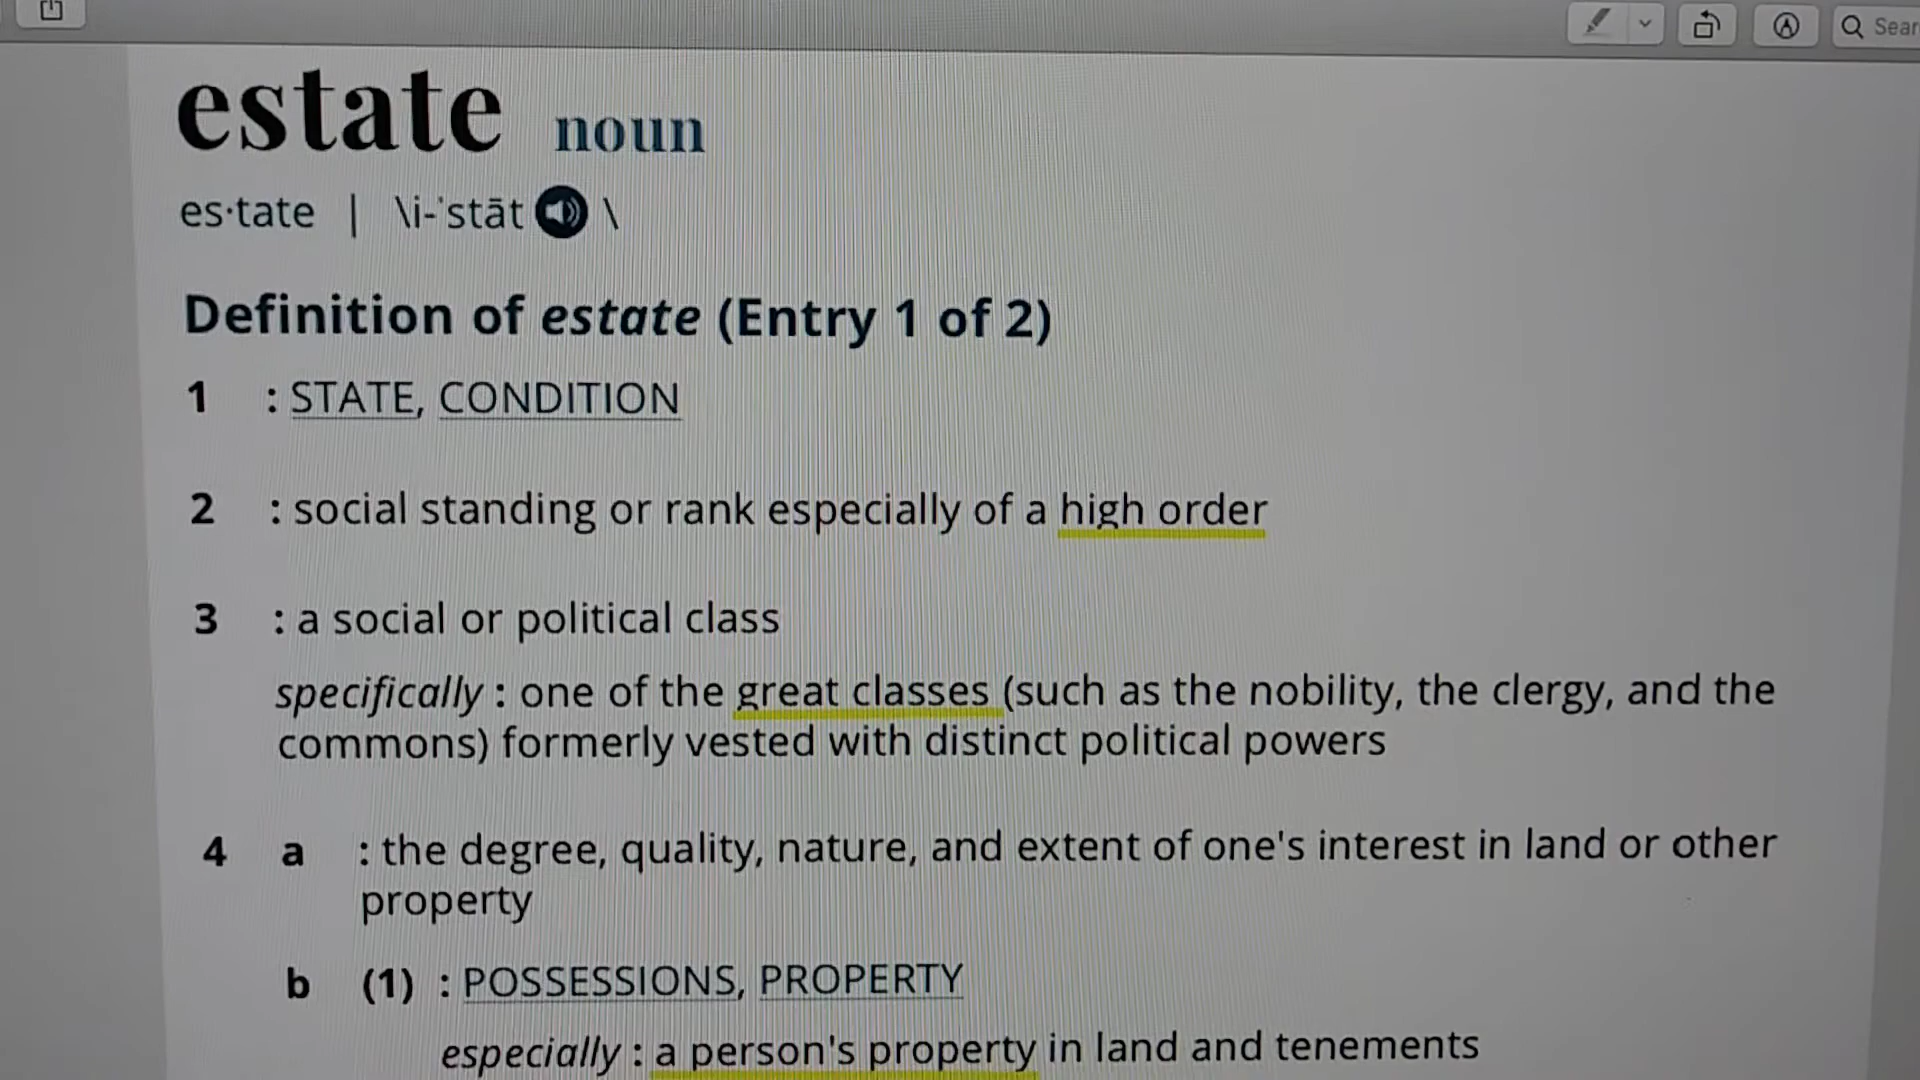 Sear
estate noun
es·tate | \i-ˈstāt \
Definition of estate (Entry 1 of 2)
1 : STATE, CONDITION
2 : social standing or rank especially of a high order
3 : a social or political class
specifically : one of the great classes (such as the nobility, the clergy, and the
commons) formerly vested with distinct political powers
4 a : the degree, quality, nature, and extent of one's interest in land or other
property
b (1) : POSSESSIONS, PROPERTY
especially : a person's property in land and tenements